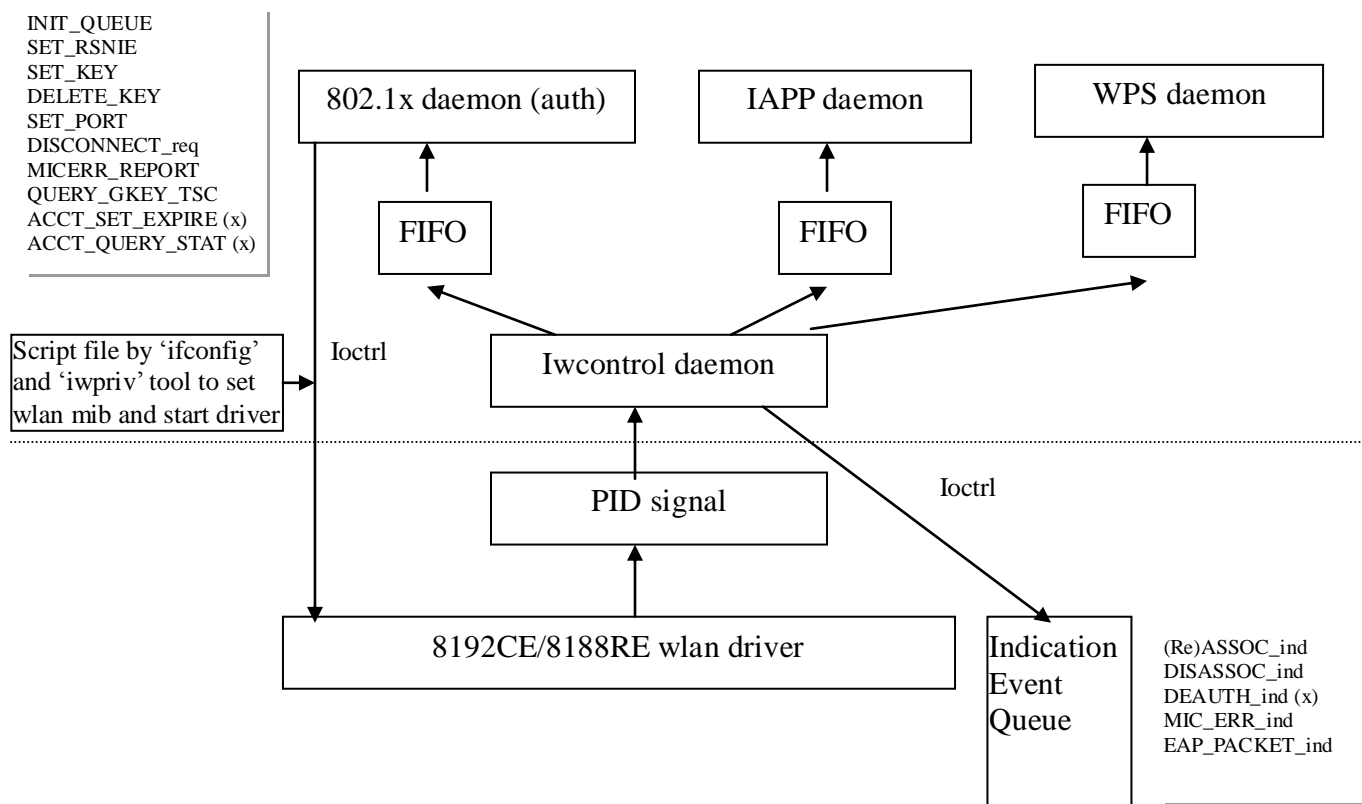 INIT_QUEUE
SET_RSNIE
SET_KEY
DELETE_KEY
SET_PORT
DISCONNECT_req
MICERR_REPORT
QUERY_GKEY_TSC
ACCT_SET_EXPIRE (x)
ACCT_QUERY_STAT (x)
802.1x daemon (auth)
IAPP daemon
WPS daemon
FIFO
FIFO
FIFO
Script file by ‘ifconfig’
and ‘iwpriv’ tool to set
wlan mib and start driver
Ioctrl
Iwcontrol daemon
PID signal
Ioctrl
8192CE/8188RE wlan driver
Indication
Event
Queue
(Re)ASSOC_ind
DISASSOC_ind
DEAUTH_ind (x)
MIC_ERR_ind
EAP_PACKET_ind